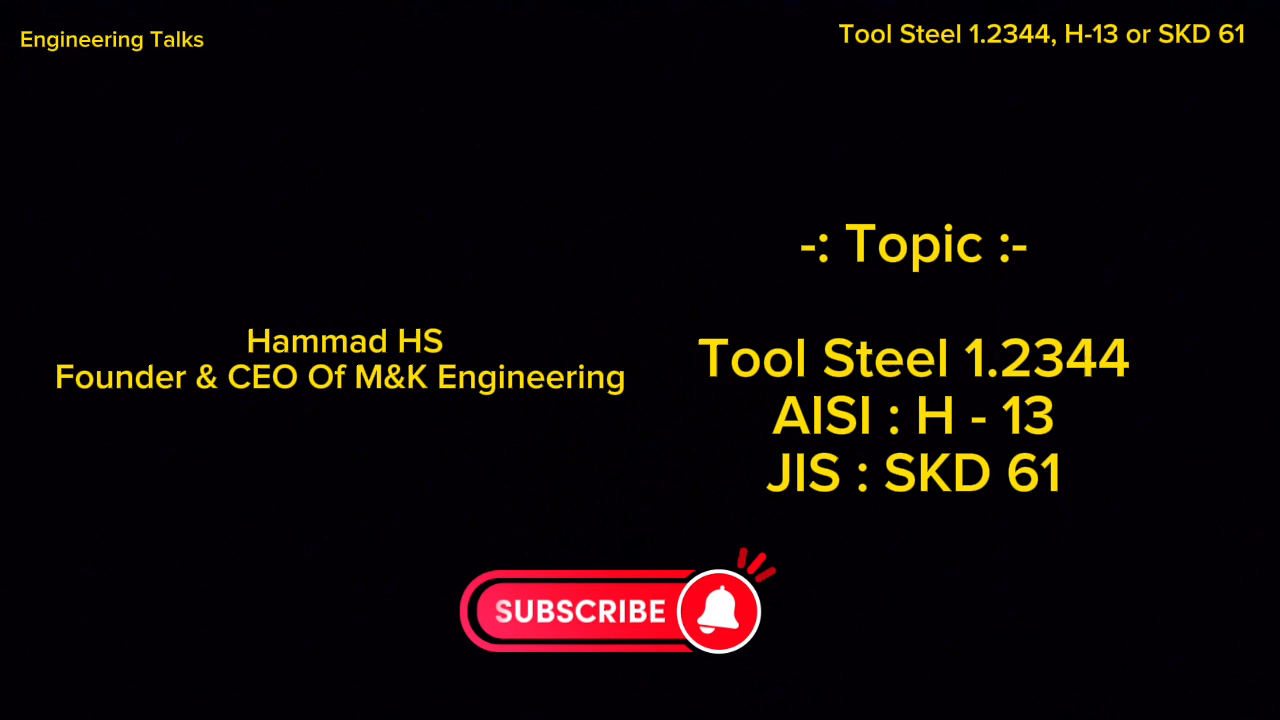 Engineering Talks
Tool Steel 1.2344, H-13 or SKD 61
-: Topic :-
Hammad HS
Founder & CEO Of M&K Engineering
Tool Steel 1.2344
AISI : H - 13
JIS : SKD 61
SUBSCRIBE